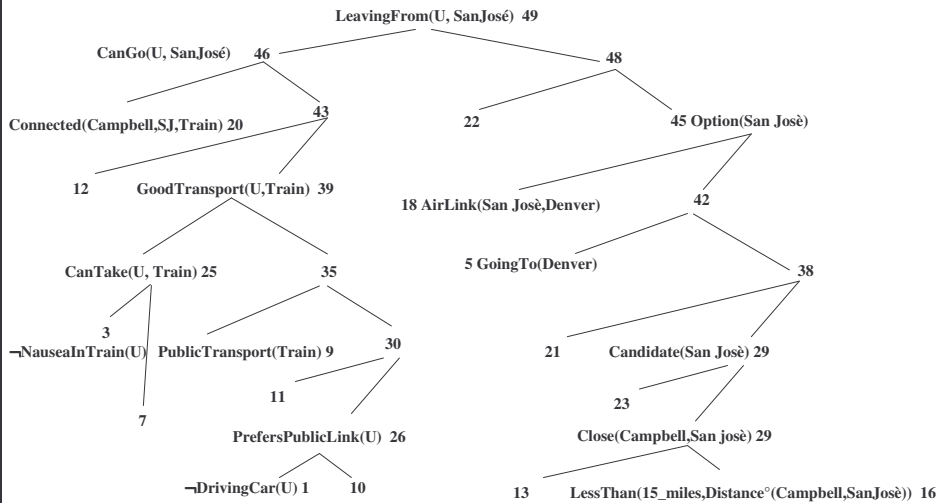 LeavingFrom(U, SanJosé) 49
CanGo(U, SanJosé) 46
48
Connected(Campbell,SJ,Train) 20
43
22
45 Option(San Josè)
12
GoodTransport(U,Train) 39
18 AirLink(San Josè,Denver)
42
CanTake(U, Train) 25
35
5 GoingTo(Denver)
38
3
¬NauseaInTrain(U)
PublicTransport(Train) 9
30
21
Candidate(San Josè) 29
11
23
7
PrefersPublicLink(U) 26
Close(Campbell,San josè) 29
¬DrivingCar(U) 1
10
13
LessThan(15_miles,Distance°(Campbell,SanJosè)) 16